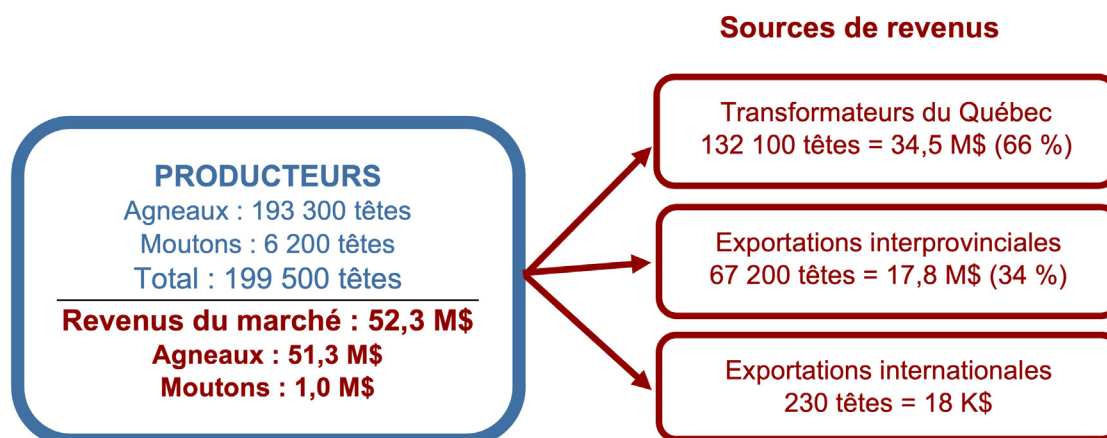 Sources de revenus
PRODUCTEURS
Agneaux : 193 300 têtes
Moutons : 6 200 têtes
Total : 199 500 têtes
Revenus du marché : 52,3 M$
Agneaux : 51,3 M$
Moutons : 1,0 M$
Transformateurs du Québec
132 100 têtes = 34,5 M$ (66 %)
Exportations interprovinciales
67 200 têtes = 17,8 M$ (34 %)
Exportations internationales
230 têtes = 18 K$